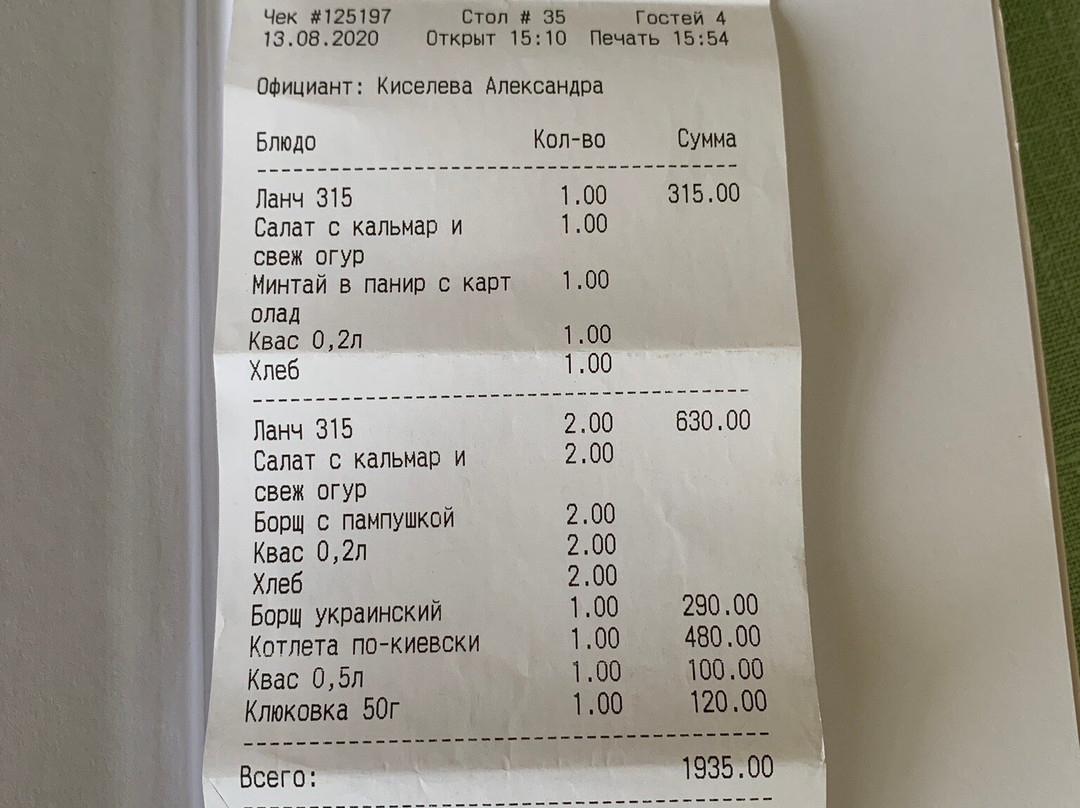 Чек #125197 Стол # 35 Гостей 4
13.08.2020 Открыт 15:10 Печать 15:54
Официант: Киселева Александра
Блюдо Кол-во Сумма
Ланч 315 1.00 315.00
Салат с кальмар и 1.00
свеж огур
Минтай в панир с карт 1.00
олад
Квас 0,2л 1.00
Хлеб 1.00
Ланч 315 2.00 630.00
Салат с кальмар и 2.00
свеж огур
Борщ с пампушкой 2.00
Квас 0,2л 2.00
Хлеб 2.00
Борщ украинский 1.00 290.00
Котлета по-киевски 1.00 480.00
Квас 0,5л 1.00 100.00
Клюковка 50г 1.00 120.00
Всего: 1935.00